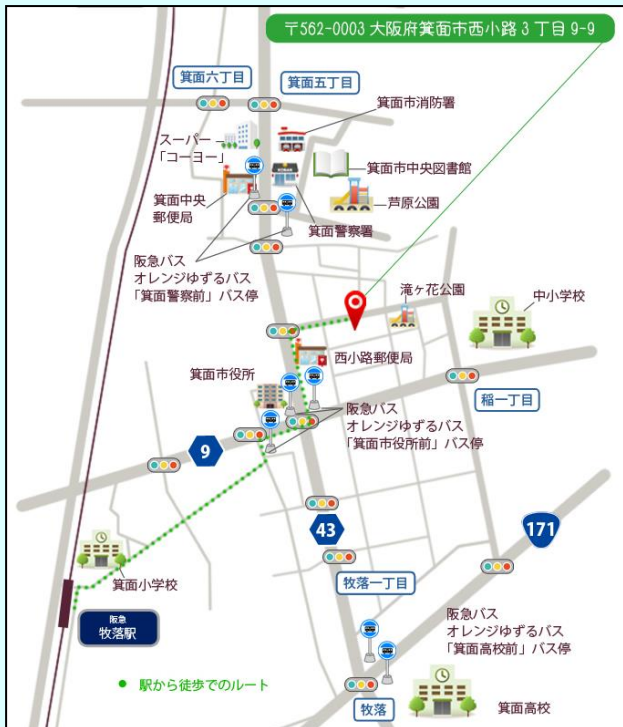 〒562-0003 大阪府箕面市西小路 3 丁目 9-9
箕面六丁目
箕面五丁目
箕面市消防署
スーパー
「コーヨー」
箕面市中央図書館
箕面中央
郵便局
芦原公園
箕面警察署
阪急バス
オレンジゆずるバス
「箕面警察前」バス停
滝ヶ花公園
中小学校
西小路郵便局
箕面市役所
稲一丁目
阪急バス
オレンジゆずるバス
「箕面市役所前」バス停
9
43
171
箕面小学校
牧落一丁目
阪急
牧落駅
阪急バス
オレンジゆずるバス
「箕面高校前」バス停
駅から徒歩でのルート
牧落
箕面高校